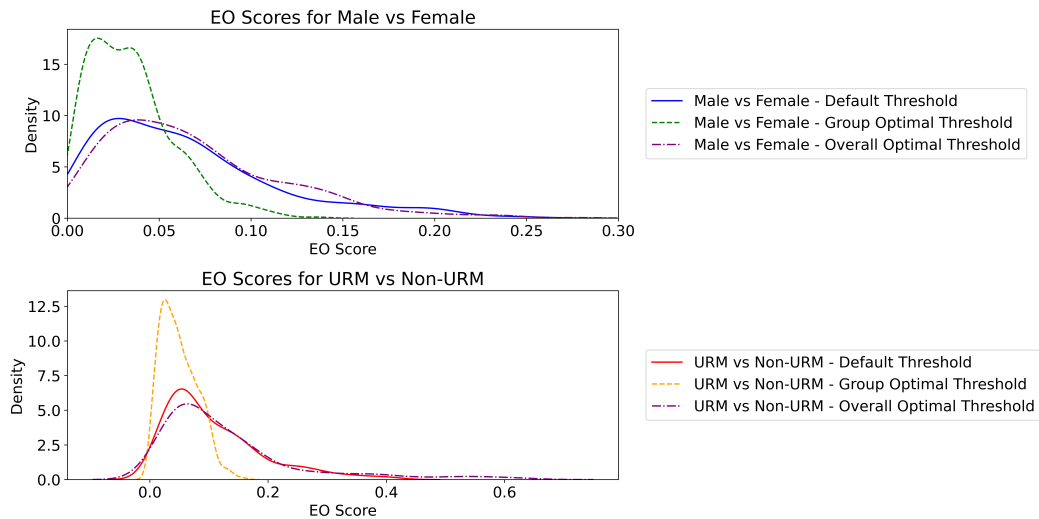 EO Scores for Male vs Female
15
10
5
0
Density
0.00 0.05 0.10 0.15 0.20 0.25 0.30
EO Score
Male vs Female - Default Threshold
Male vs Female - Group Optimal Threshold
Male vs Female - Overall Optimal Threshold
EO Scores for URM vs Non-URM
12.5
10.0
7.5
5.0
2.5
0.0
Density
0.0 0.2 0.4 0.6
EO Score
URM vs Non-URM - Default Threshold
URM vs Non-URM - Group Optimal Threshold
URM vs Non-URM - Overall Optimal Threshold